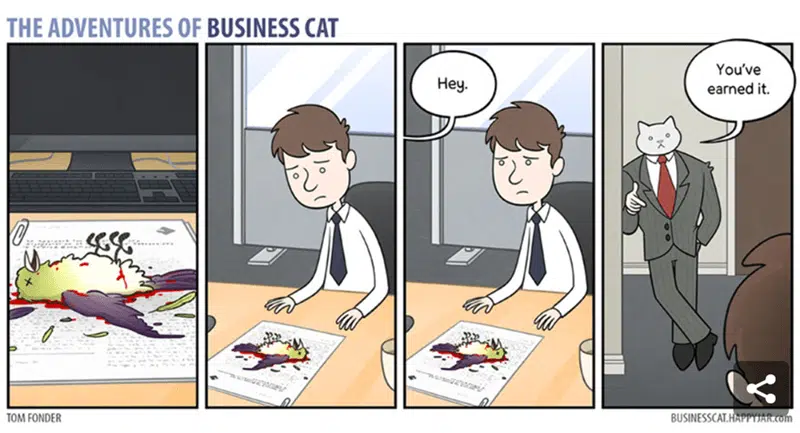 THE ADVENTURES OF BUSINESS CAT
Hey.
You've
earned it.
TOM FONDER
BUSINESSCAT.HAPPYJAR.com